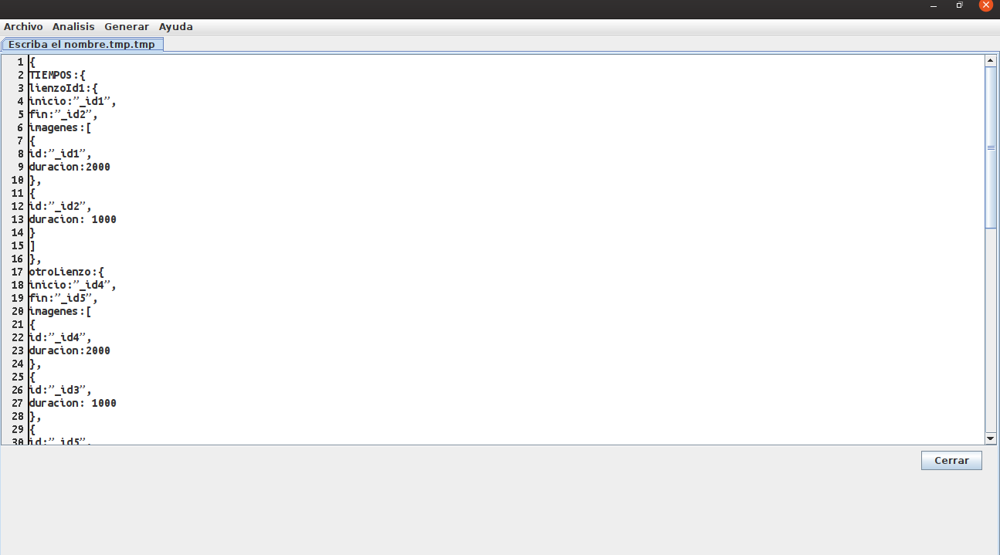 Archivo Analisis Generar Ayuda
Escriba el nombre.tmp.tmp
1 {
2 TIEMPOS:{
3 lienzoId1:{
4 inicio:”_id1”,
5 fin:”_id2”,
6 imagenes:[
7 {
8 id:”_id1”,
9 duracion:2000
10 },
11 {
12 id:”_id2”,
13 duracion: 1000
14 }
15 ]
16 },
17 otroLienzo:{
18 inicio:”_id4”,
19 fin:”_id5”,
20 imagenes:[
21 {
22 id:”_id4”,
23 duracion:2000
24 },
25 {
26 id:”_id3”,
27 duracion: 1000
28 },
29 {
30 id:”_id5”,
Cerrar